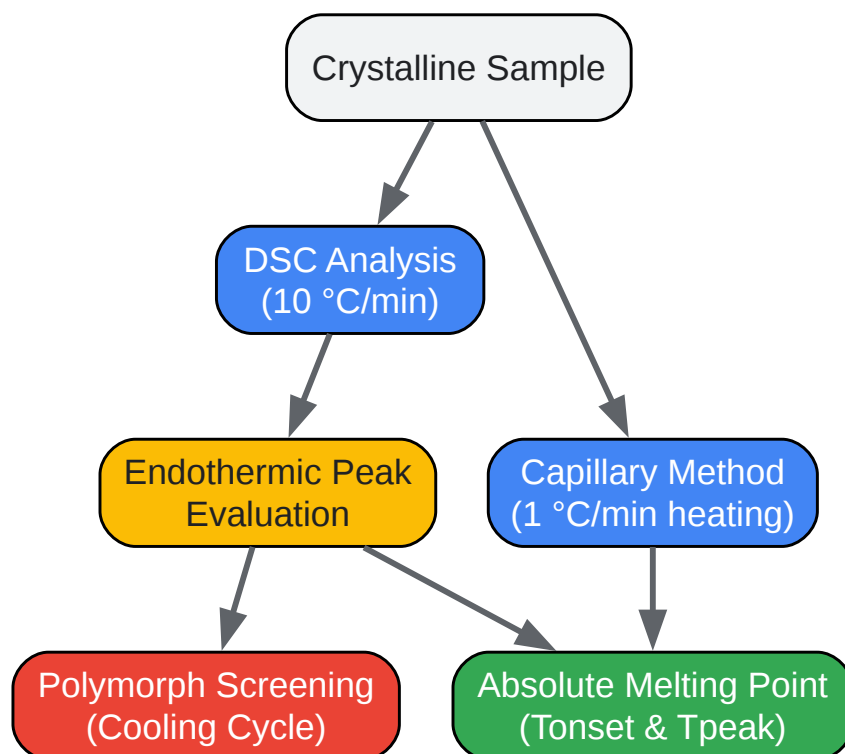 Crystalline Sample
DSC Analysis
(10 °C/min)
Endothermic Peak
Evaluation
Capillary Method
(1 °C/min heating)
Polymorph Screening
(Cooling Cycle)
Absolute Melting Point
(Tonset & Tpeak)